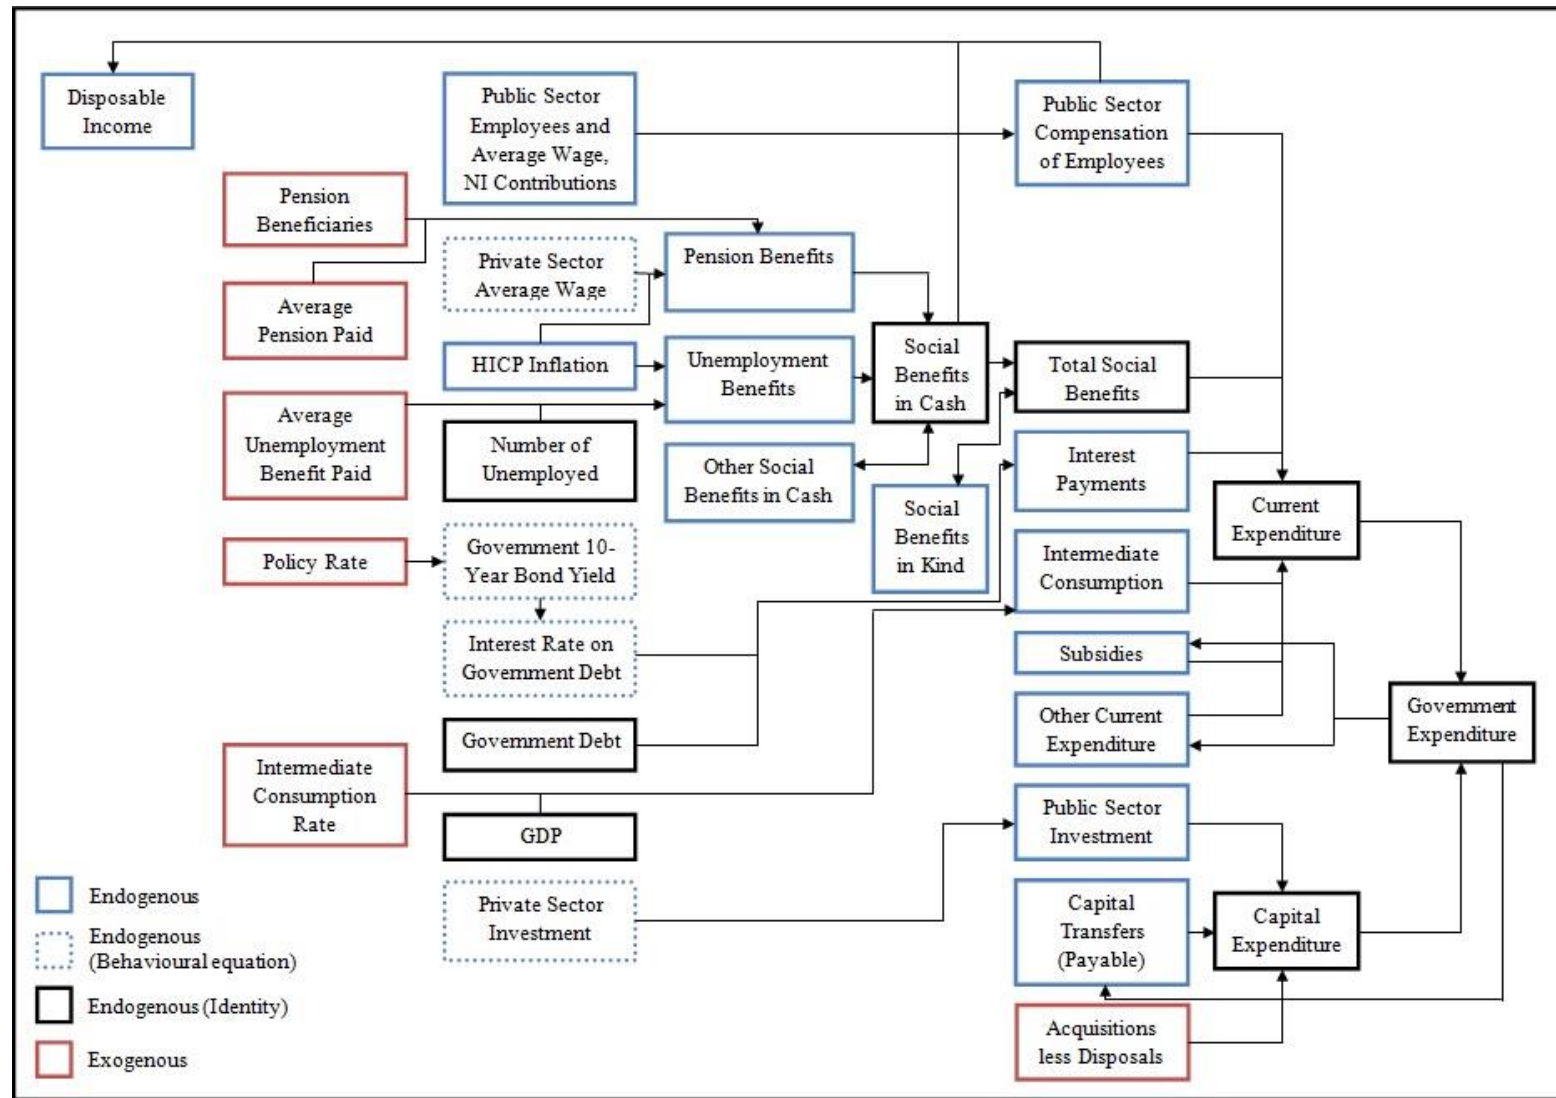 Disposable
Income
Public Sector
Employees and
Average Wage,
NI Contributions
Public Sector
Compensation
of Employees
Pension
Beneficiaries
Private Sector
Average Wage
Pension Benefits
Average
Pension Paid
HICP Inflation
Unemployment
Benefits
Social
Benefits
in Cash
Total Social
Benefits
Average
Unemployment
Benefit Paid
Number of
Unemployed
Other Social
Benefits in Cash
Social
Benefits
in Kind
Interest
Payments
Current
Expenditure
Policy Rate
Government 10-
Year Bond Yield
Intermediate
Consumption
Interest Rate on
Government Debt
Subsidies
Government Debt
Other Current
Expenditure
Government
Expenditure
Intermediate
Consumption
Rate
GDP
Public Sector
Investment
Private Sector
Investment
Capital
Transfers
(Payable)
Capital
Expenditure
Acquisitions
less Disposals
Endogenous
Endogenous
(Behavioural equation)
Endogenous (Identity)
Exogenous